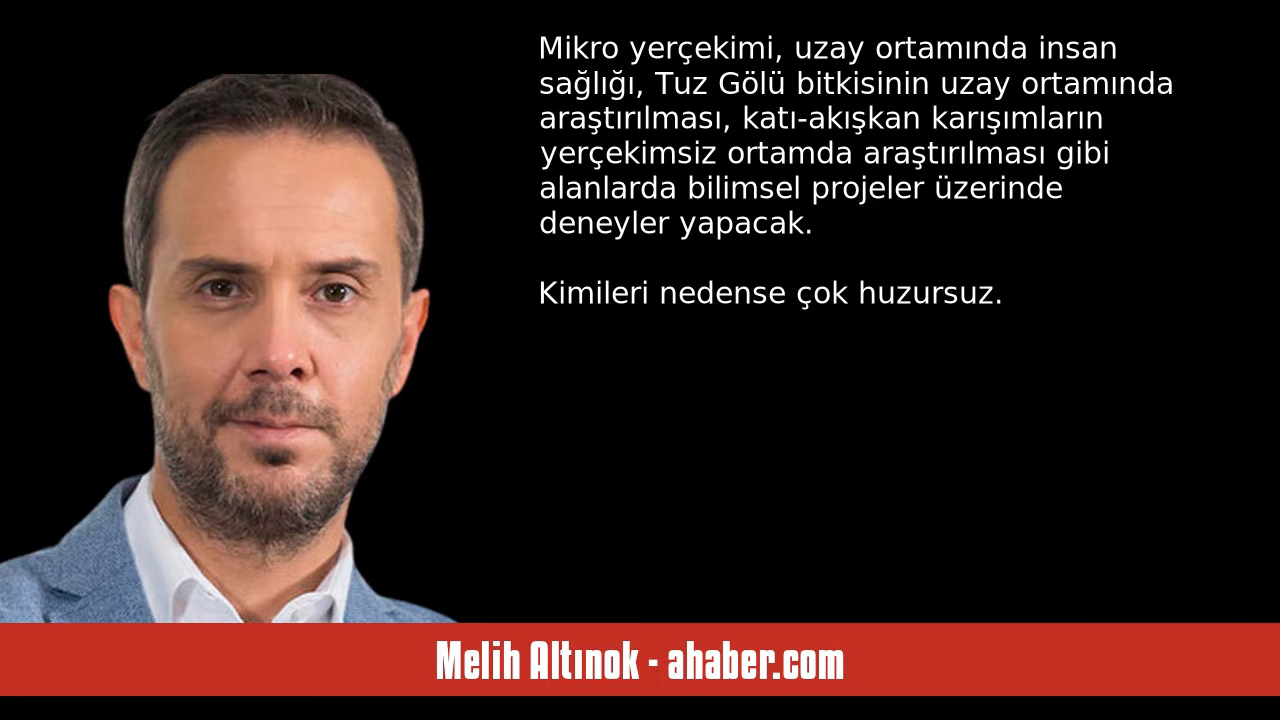 Mikro yerçekimi, uzay ortamında insan
sağlığı, Tuz Gölü bitkisinin uzay ortamında
araştırılması, katı-akışkan karışımların
yerçekimsiz ortamda araştırılması gibi
alanlarda bilimsel projeler üzerinde
deneyler yapacak.
Kimileri nedense çok huzursuz.
Melih Altınok - ahaber.com